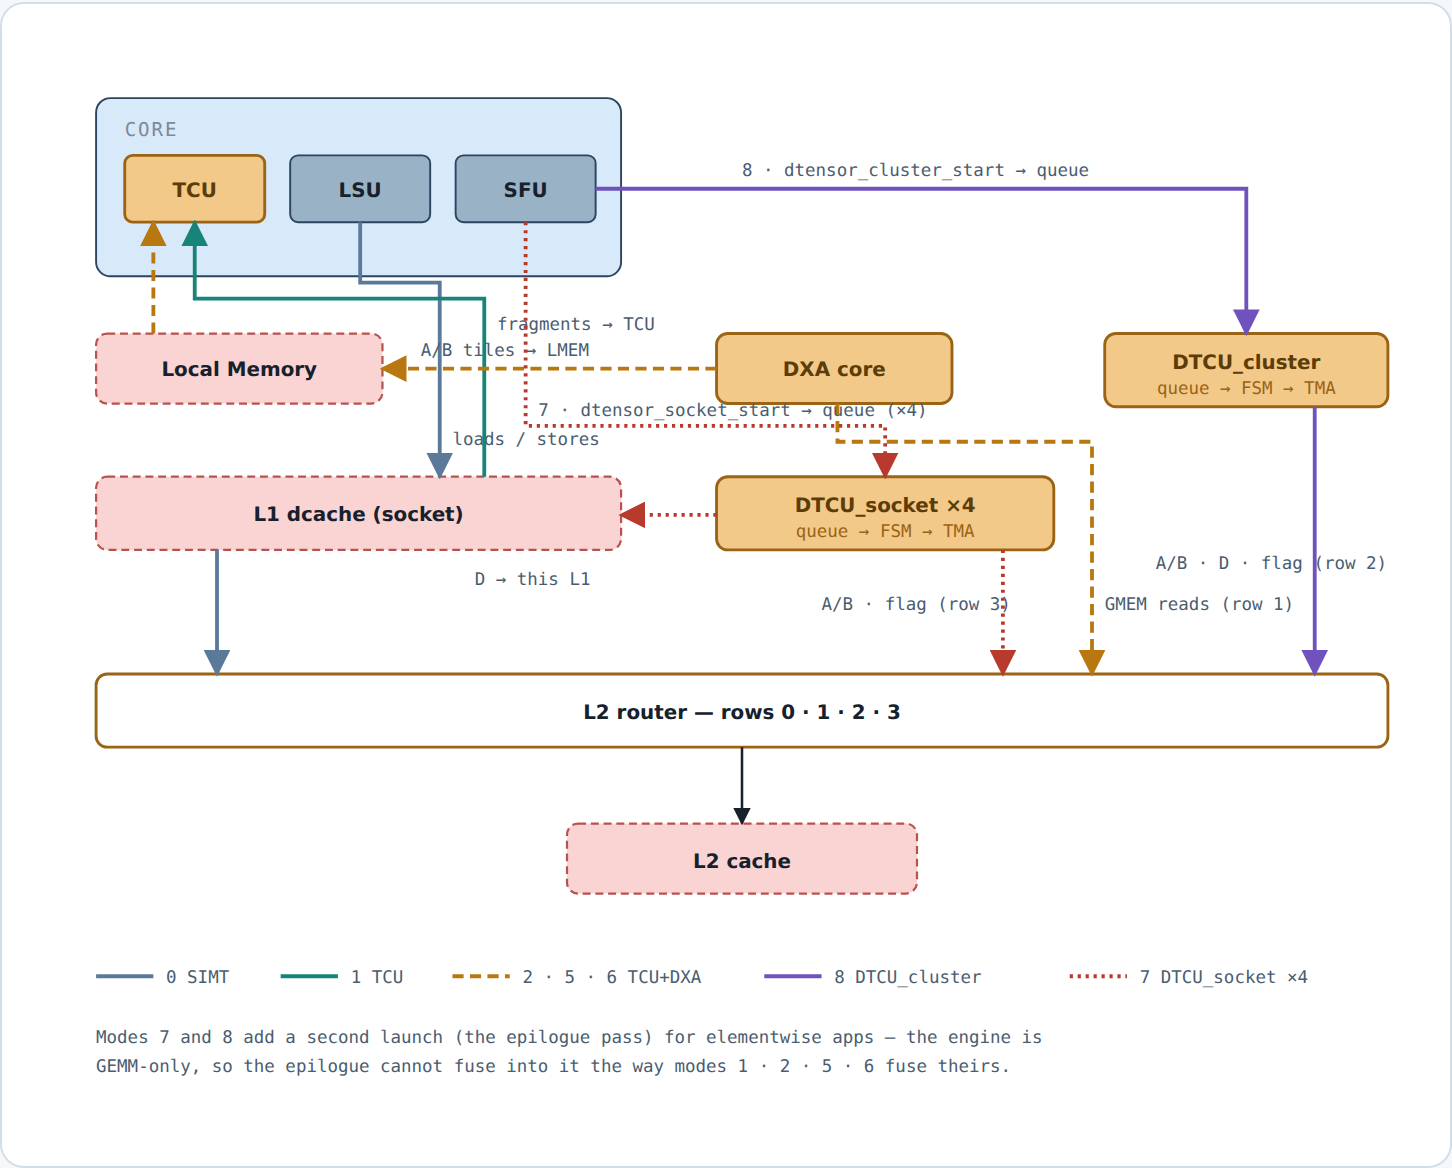 CORE
TCU
LSU
SFU
8 · dtensor_cluster_start → queue
fragments → TCU
A/B tiles → LMEM
Local Memory
DXA core
DTCU_cluster
queue → FSM → TMA
7 · dtensor_socket_start → queue (×4)
loads / stores
L1 dcache (socket)
DTCU_socket ×4
queue → FSM → TMA
D → this L1
A/B · D · flag (row 2)
A/B · flag (row 3)
GMEM reads (row 1)
L2 router — rows 0 · 1 · 2 · 3
L2 cache
0 SIMT
1 TCU
2 · 5 · 6 TCU+DXA
8 DTCU_cluster
7 DTCU_socket ×4
Modes 7 and 8 add a second launch (the epilogue pass) for elementwise apps — the engine is
GEMM-only, so the epilogue cannot fuse into it the way modes 1 · 2 · 5 · 6 fuse theirs.